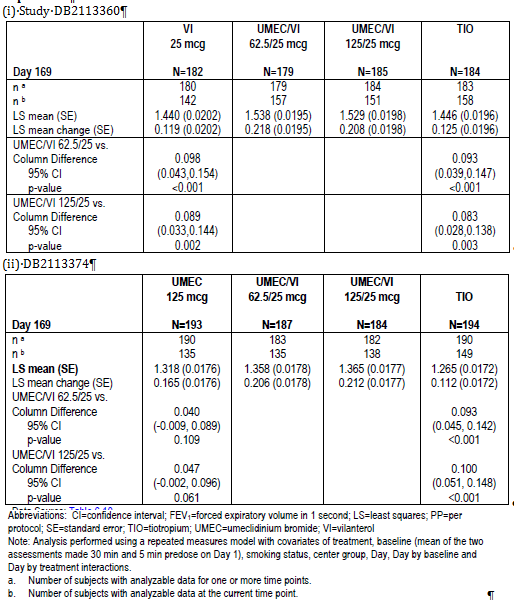 (i)·Study·DB2113360¶
VI 25 mcg UMEC/VI 62.5/25 mcg UMEC/VI 125/25 mcg TIO
Day 169 N=182 N=179 N=185 N=184
n a 180 179 184 183
n b 142 157 151 158
LS mean (SE) 1.440 (0.0202) 1.538 (0.0195) 1.529 (0.0198) 1.446 (0.0196)
LS mean change (SE) 0.119 (0.0202) 0.218 (0.0195) 0.208 (0.0198) 0.125 (0.0196)
UMEC/VI 62.5/25 vs.
Column Difference 0.098 0.093
95% CI (0.043,0.154) (0.039,0.147)
p-value <0.001 <0.001
UMEC/VI 125/25 vs.
Column Difference 0.089 0.083
95% CI (0.033,0.144) (0.028,0.138)
p-value 0.002 0.003
(ii)·DB2113374¶
UMEC 125 mcg UMEC/VI 62.5/25 mcg UMEC/VI 125/25 mcg TIO
Day 169 N=193 N=187 N=184 N=194
n a 190 183 182 190
n b 135 135 138 149
LS mean (SE) 1.318 (0.0176) 1.358 (0.0178) 1.365 (0.0177) 1.265 (0.0172)
LS mean change (SE) 0.165 (0.0176) 0.206 (0.0178) 0.212 (0.0177) 0.112 (0.0172)
UMEC/VI 62.5/25 vs.
Column Difference 0.040 0.093
95% CI (-0.009, 0.089) (0.045, 0.142)
p-value 0.109 <0.001
UMEC/VI 125/25 vs.
Column Difference 0.047 0.100
95% CI (-0.002, 0.096) (0.051, 0.148)
p-value 0.061 <0.001
Abbreviations: CI=confidence interval; FEV₁=forced expiratory volume in 1 second; LS=least squares; PP=per
protocol; SE=standard error; TIO=tiotropium; UMEC=umeclidinium bromide; VI=vilanterol
Note: Analysis performed using a repeated measures model with covariates of treatment, baseline (mean of the two
assessments made 30 min and 5 min predose on Day 1), smoking status, center group, Day, Day by baseline and
Day by treatment interactions.
a. Number of subjects with analyzable data for one or more time points.
b. Number of subjects with analyzable data at the current time point. ¶